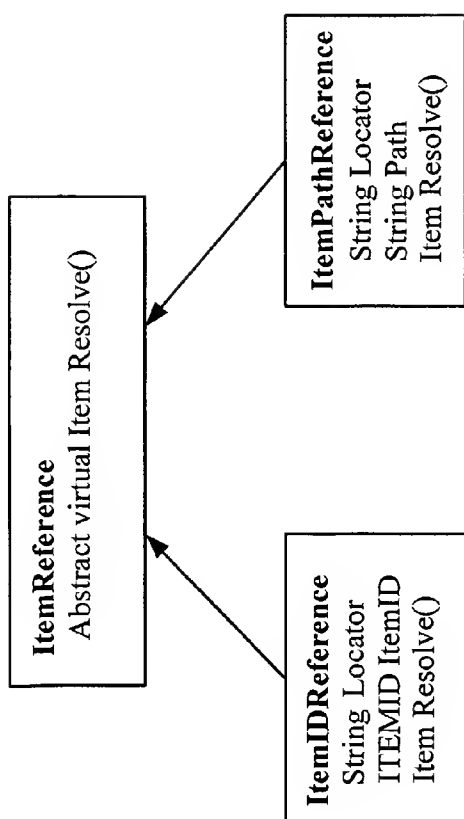 ItemReference
Abstract virtual Item Resolve()
ItemIDReference
String Locator
ITEMID ItemID
Item Resolve()
ItemPathReference
String Locator
String Path
Item Resolve()